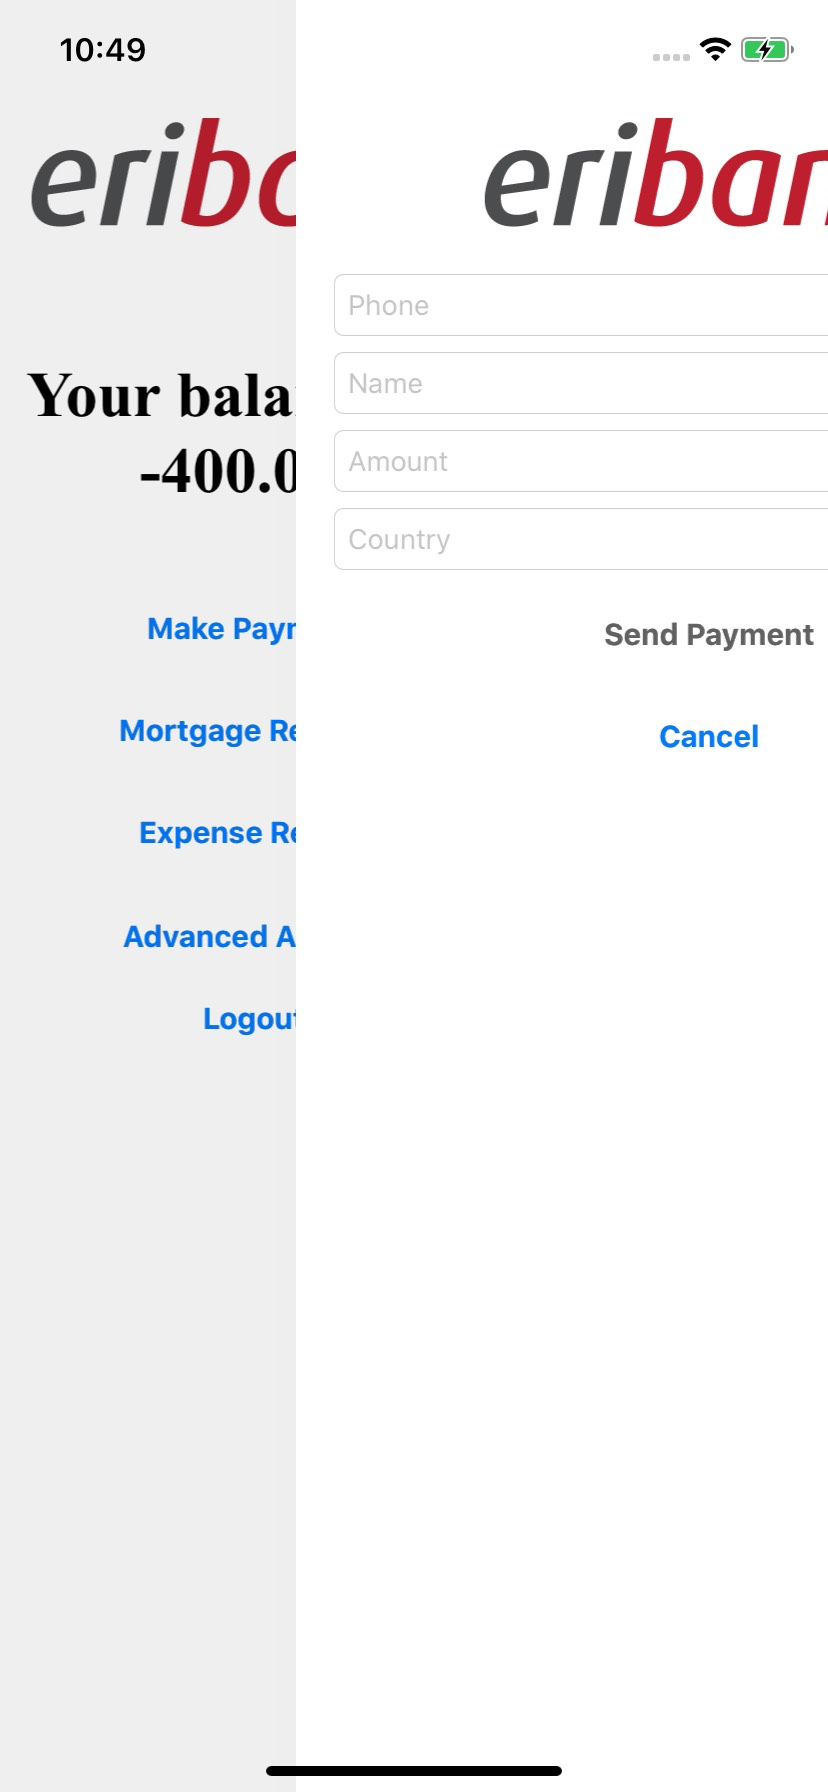 10:49
eriba
Your bala
-400.0
Make Payr
Mortgage Re
Expense Re
Advanced A
Logout
eriban
Phone
Name
Amount
Country
Send Payment
Cancel